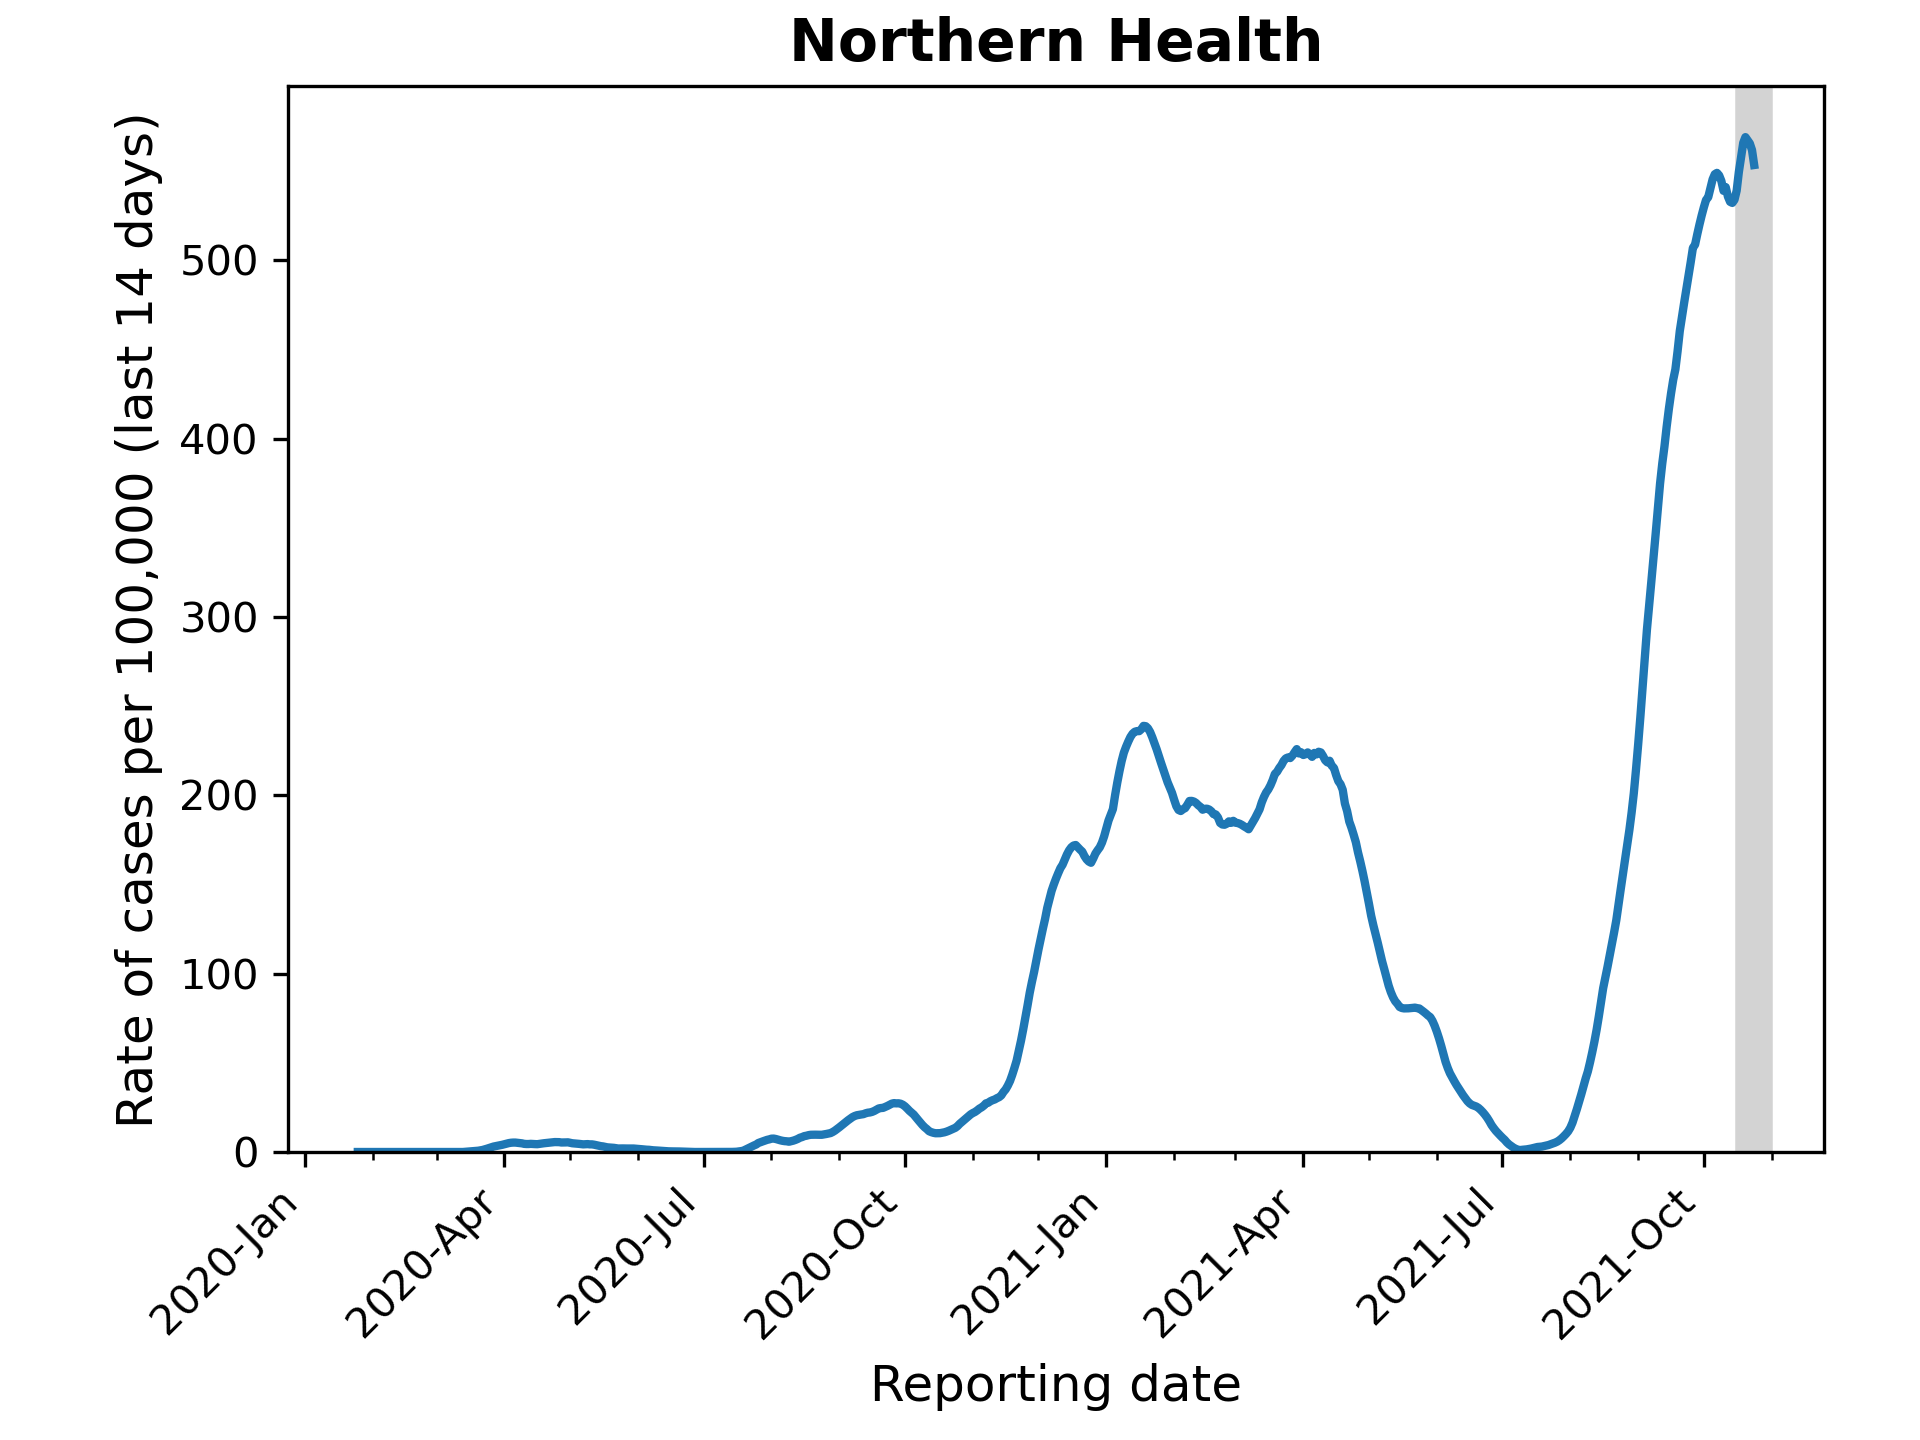 Northern Health
Rate of cases per 100,000 (last 14 days)
500
400
300
200
100
0
2020-Jan
2020-Apr
2020-Jul
2020-Oct
2021-Jan
2021-Apr
2021-Jul
2021-Oct
Reporting date